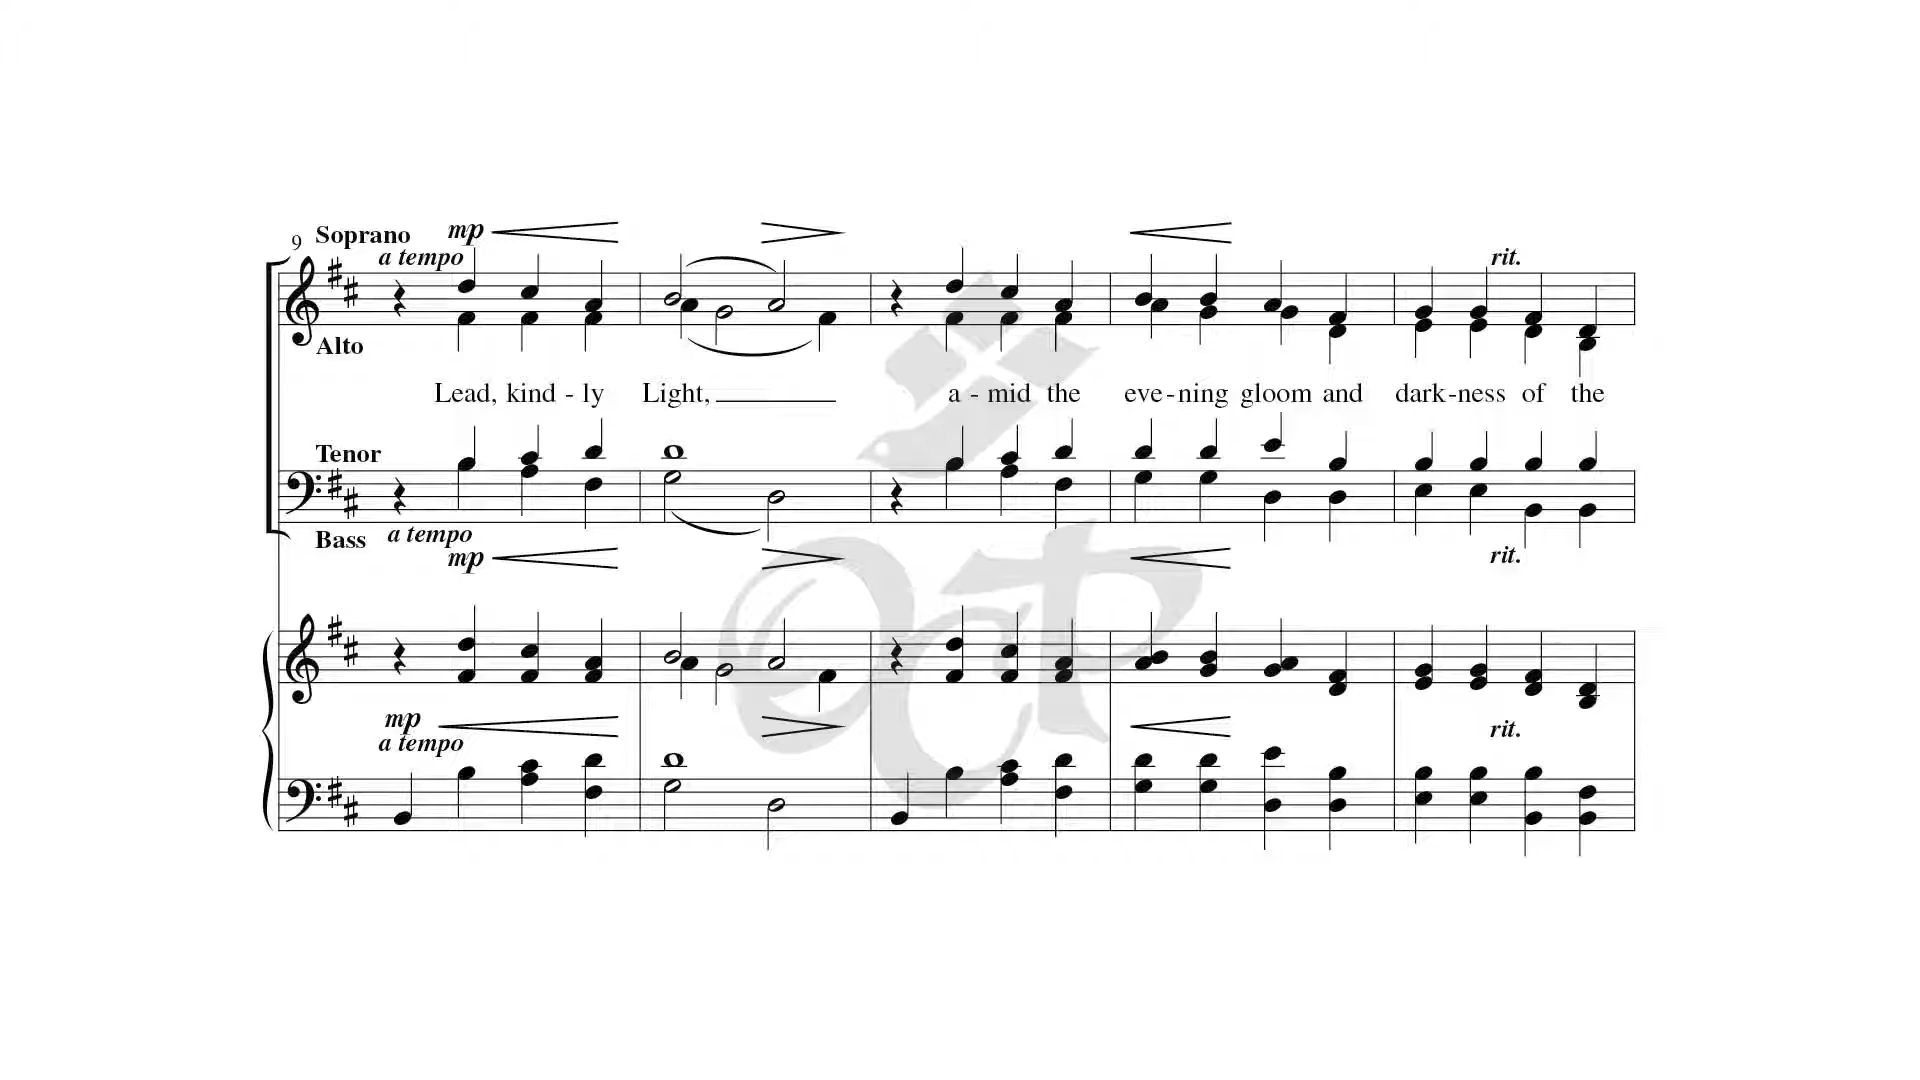 Soprano mp
9
a tempo rit.
Alto
Lead, kind - ly Light, a - mid the eve - ning gloom and dark - ness of the
Tenor
Bass a tempo
mp rit.
mp
a tempo rit.
OCP